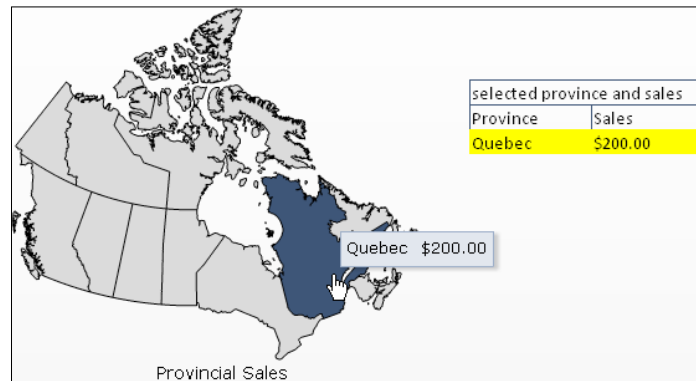 selected province and sales
Province Sales
Quebec $200.00
Quebec $200.00
Provincial Sales